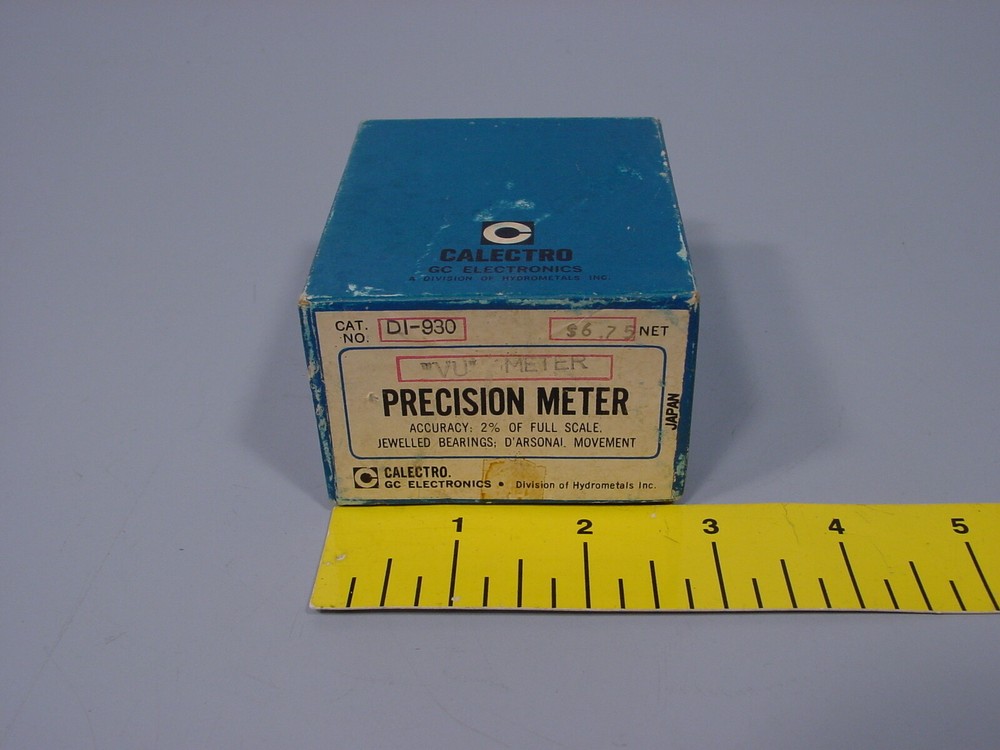 C
CALECTRO
GC ELECTRONICS
A DIVISION OF HYDROMETALS INC.
CAT. NO. D1-930 $6.75 NET
"VU" METER
PRECISION METER
ACCURACY: 2% OF FULL SCALE.
JEWELLED BEARINGS; D'ARSONAL MOVEMENT
JAPAN
C CALECTRO.
GC ELECTRONICS • Division of Hydrometals Inc.
1 2 3 4 5